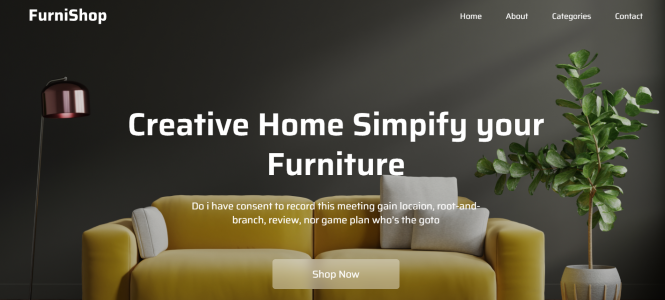 FurniShop
Home About Categories Contact
Creative Home Simpify your
Furniture
Do i have consent to record this meeting gain locaion, root-and-
branch, review, nor game plan who's the goto
Shop Now